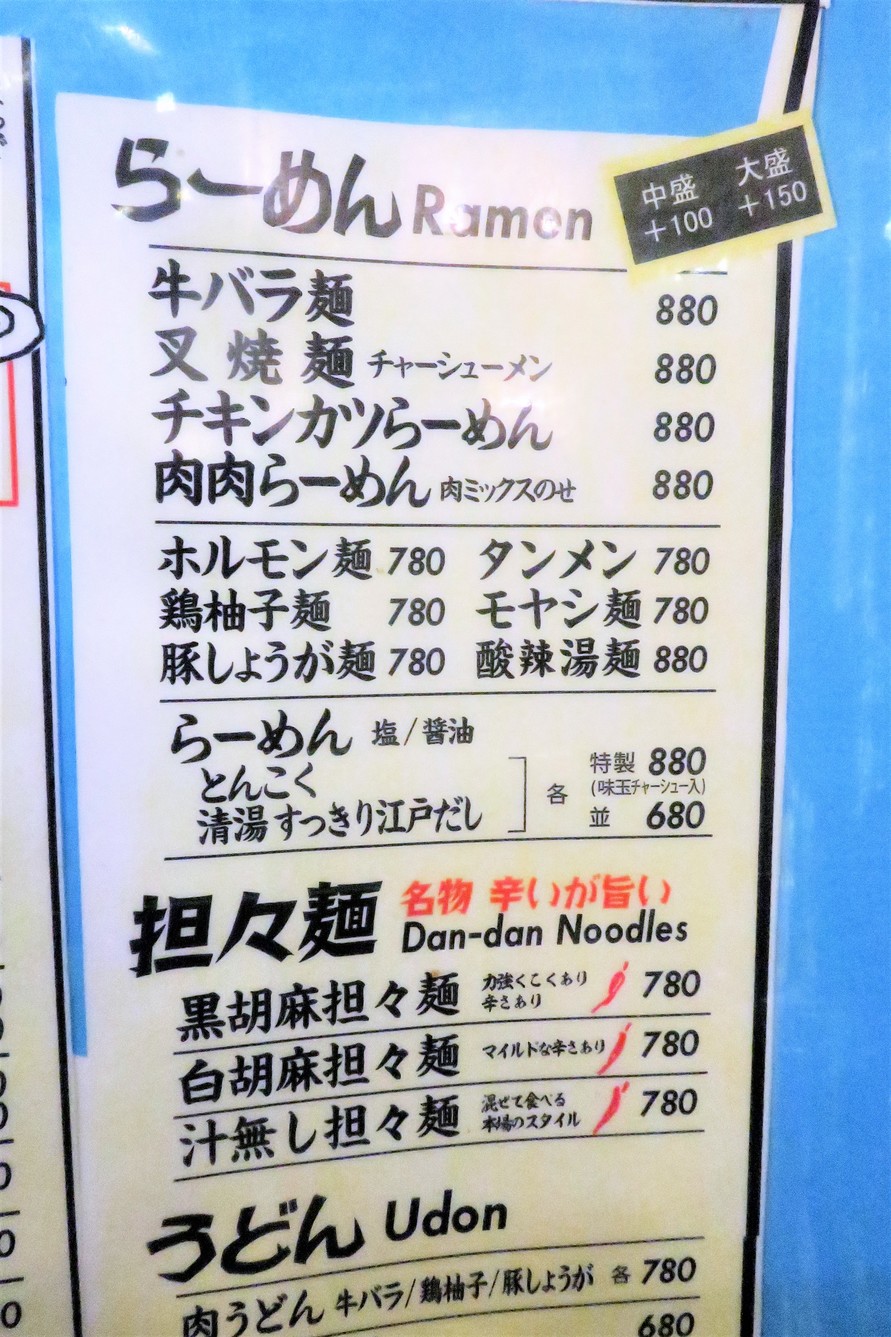 らーめん Ramen
中盛 大盛
+100 +150
牛バラ麺 880
叉焼麺 チャーシューメン 880
チキンカツらーめん 880
肉肉らーめん 肉ミックスのせ 880
ホルモン麺 780 タンメン 780
鶏柚子麺 780 モヤシ麺 780
豚しょうが麺 780 酸辣湯麺 880
らーめん 塩/醤油
とんこく
清湯すっきり江戸だし
各
特製 880
(味玉チャーシュー入)
並 680
担々麺 名物 辛いが旨い
Dan-dan Noodles
黒胡麻担々麺 力強くこくあり
辛さあり 780
白胡麻担々麺 マイルドな辛さあり 780
汁無し担々麺 混ぜて食べる
本場のスタイル 780
うどん Udon
肉うどん 牛バラ/鶏柚子/豚しょうが 各 780
680